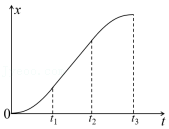 x
0
t₁ t₂ t₃ t